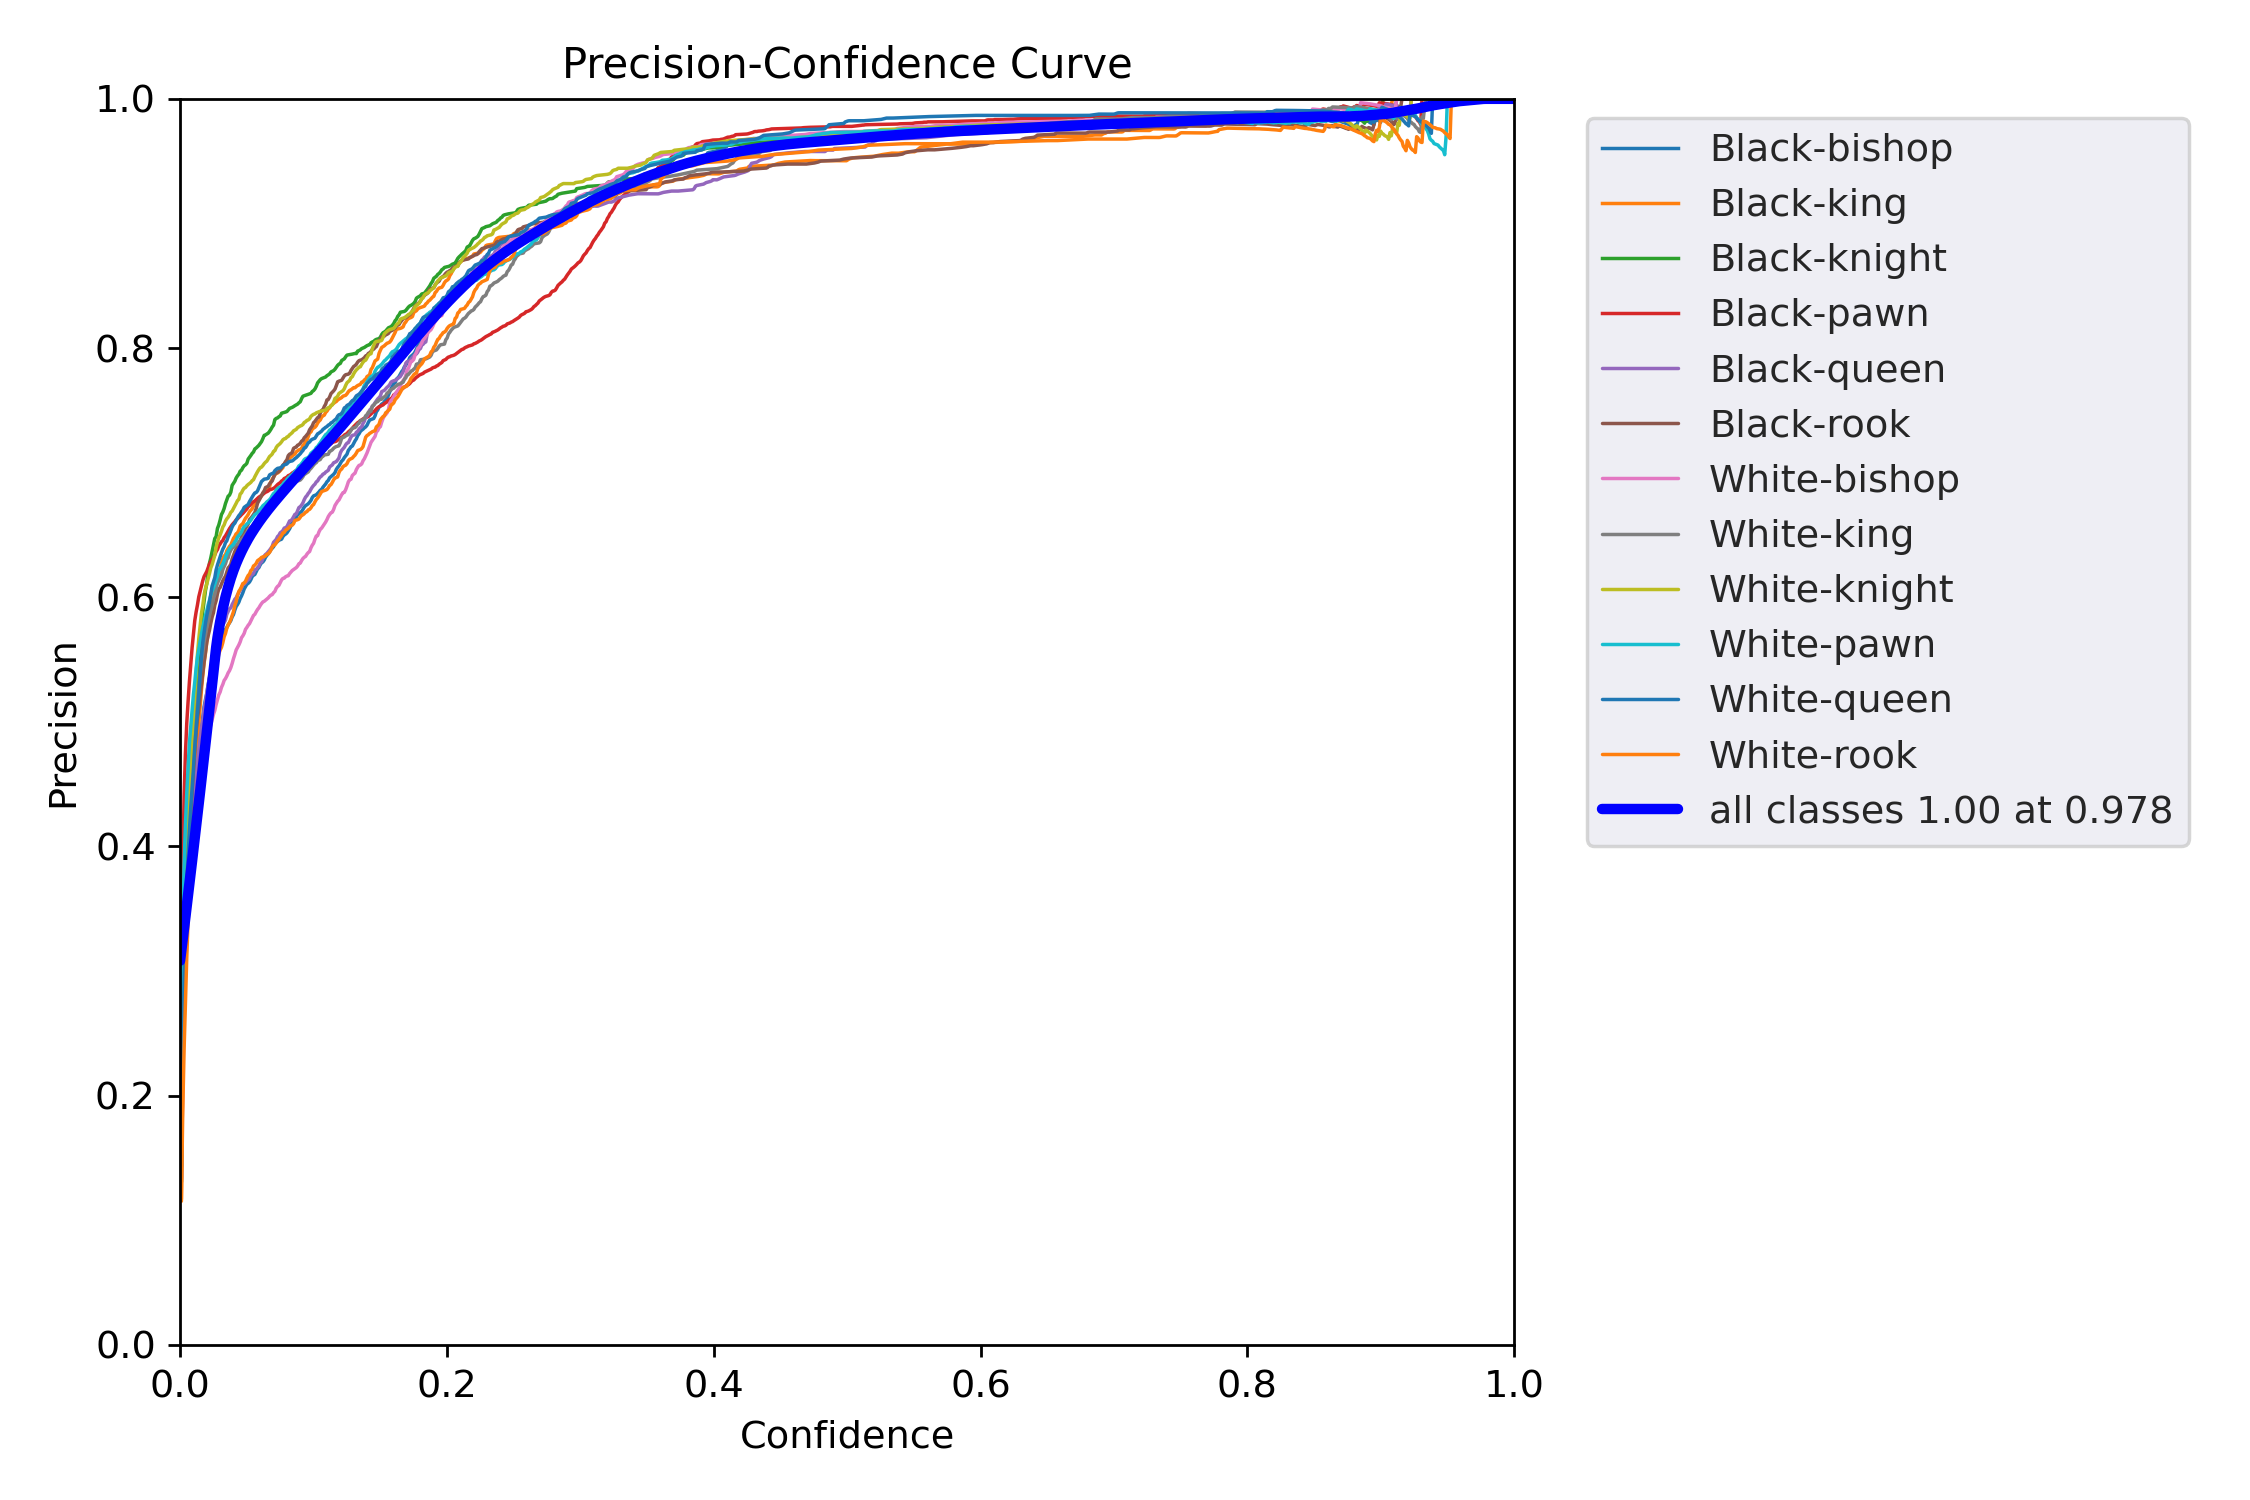 Precision-Confidence Curve
1.0
0.8
0.6
0.4
0.2
0.0
Precision
0.0 0.2 0.4 0.6 0.8 1.0
Confidence
Black-bishop
Black-king
Black-knight
Black-pawn
Black-queen
Black-rook
White-bishop
White-king
White-knight
White-pawn
White-queen
White-rook
all classes 1.00 at 0.978